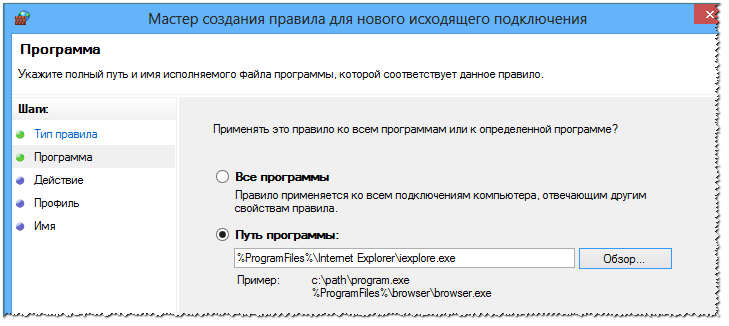 Мастер создания правила для нового исходящего подключения
Программа
Укажите полный путь и имя исполняемого файла программы, которой соответствует данное правило.
Шаги:
Тип правила
Программа
Действие
Профиль
Имя
Применять это правило ко всем программам или к определенной программе?
Все программы
Правило применяется ко всем подключениям компьютера, отвечающим другим
свойствам правила.
Путь программы:
%ProgramFiles%\Internet Explorer\iexplore.exe
Обзор...
Пример: c:\path\program.exe
%ProgramFiles%\browser\browser.exe